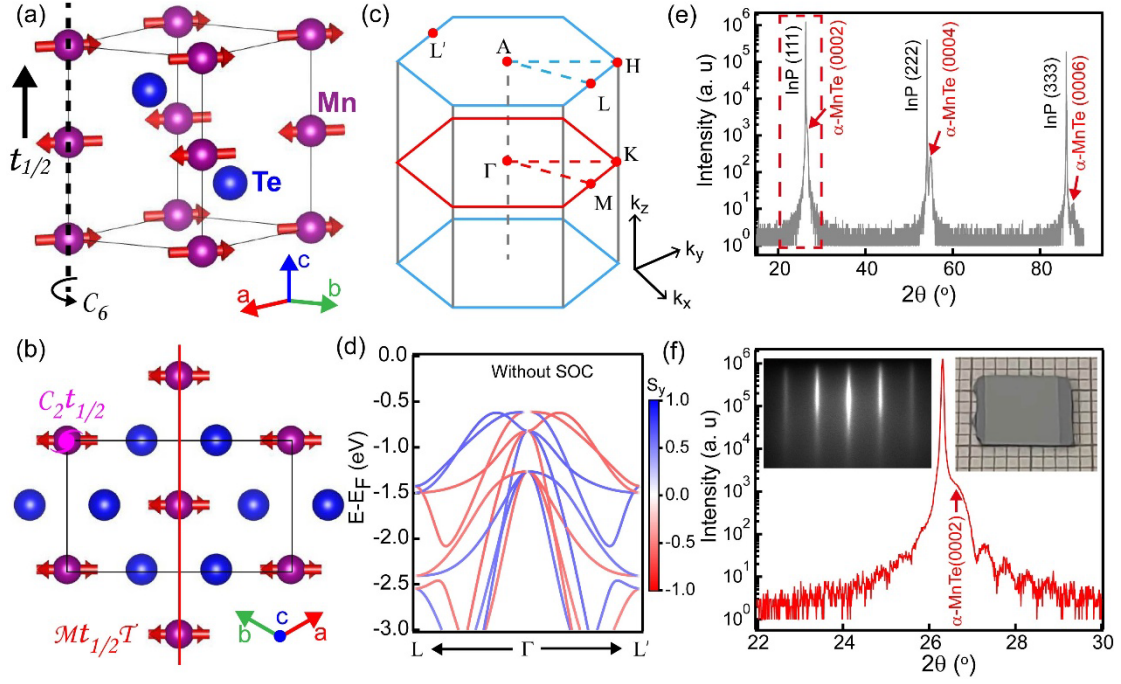 (a)
t1/2
Mn
Te
C6
c
a
b
(b)
C2t1/2
Mt1/2T
b
c
a
(c)
L'
A
H
L
Γ
K
M
kz
ky
kx
(d)
Without SOC
Sy
1.0
0.5
0.0
-0.5
-1.0
E-EF (eV)
0.0
-0.5
-1.0
-1.5
-2.0
-2.5
-3.0
L
Γ
L'
(e)
Intensity (a. u)
10^6
10^5
10^4
10^3
10^2
10^1
10^0
InP (111)
α-MnTe (0002)
InP (222)
α-MnTe (0004)
InP (333)
α-MnTe (0006)
20 40 60 80
2θ (°)
(f)
Intensity (a. u)
10^6
10^5
10^4
10^3
10^2
10^1
10^0
α-MnTe(0002)
22 24 26 28 30
2θ (°)